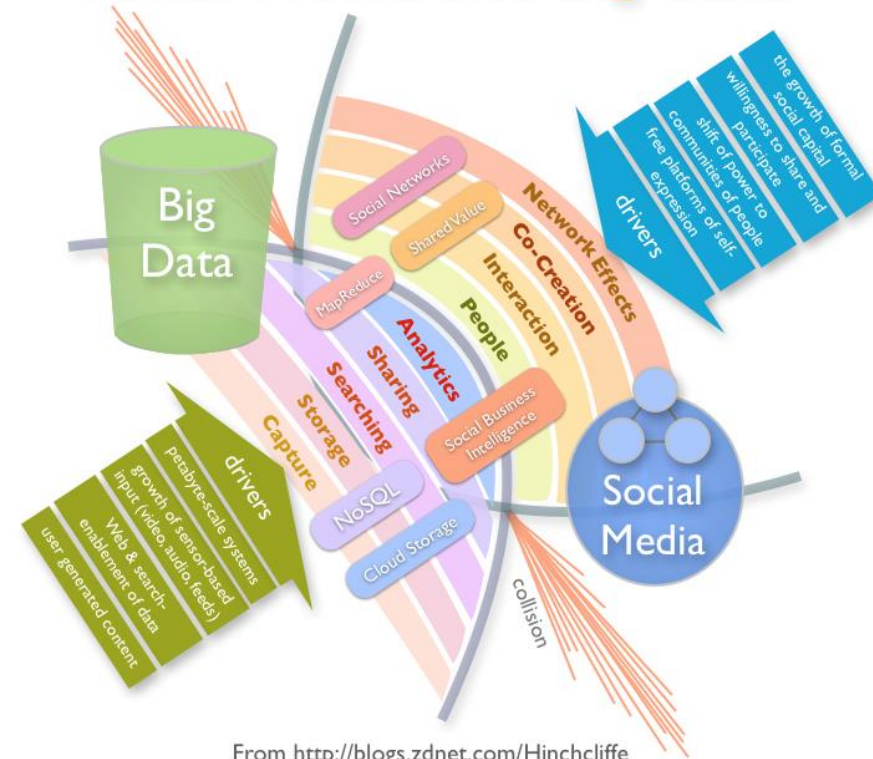 Big
Data
Social Networks
Shared Value
MapReduce
Network Effects
Co-Creation
Interaction
People
Analytics
Sharing
Searching
Storage
Capture
Social Business
Intelligence
NoSQL
Cloud Storage
Social
Media
collision
drivers
free platforms of self-
expression
shift of power to
communities of people
willingness to share and
participate
the growth of formal
social capital
drivers
petabyte-scale systems
growth of sensor-based
input (video, audio, feeds)
Web & search-
enablement of data
user generated content
From http://blogs.zdnet.com/Hinchcliffe